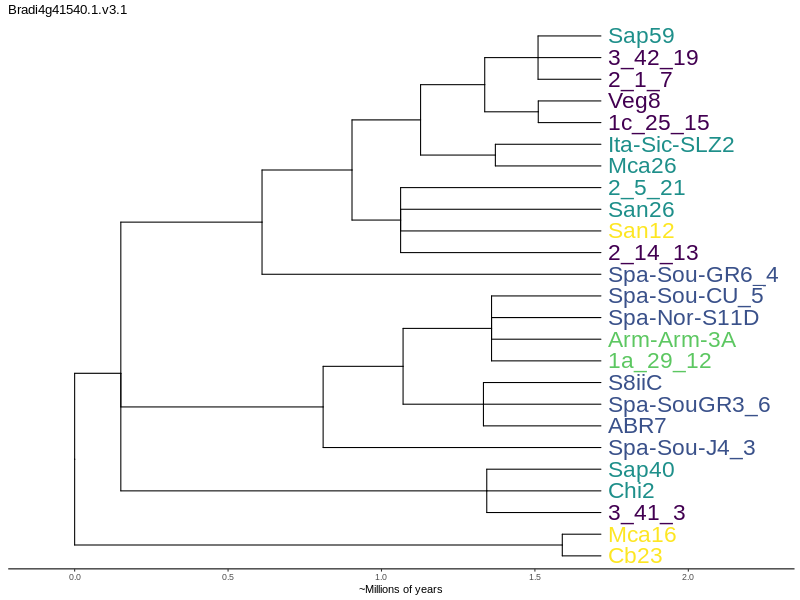 Bradi4g41540.1.v3.1
Sap59
3_42_19
2_1_7
Veg8
1c_25_15
Ita-Sic-SLZ2
Mca26
2_5_21
San26
San12
2_14_13
Spa-Sou-GR6_4
Spa-Sou-CU_5
Spa-Nor-S11D
Arm-Arm-3A
1a_29_12
S8iiC
Spa-SouGR3_6
ABR7
Spa-Sou-J4_3
Sap40
Chi2
3_41_3
Mca16
Cb23
0.0 0.5 1.0 1.5 2.0
~Millions of years